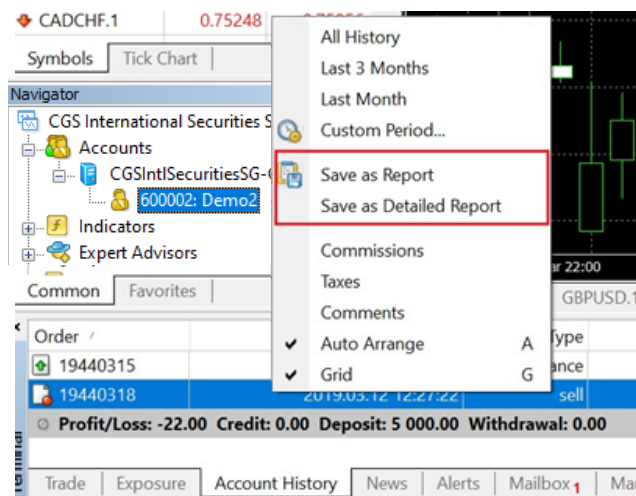 CADCHF.1 0.75248
Symbols Tick Chart
Navigator
CGS International Securities S
Accounts
CGSIntlSecuritiesSG-
600002: Demo2
Indicators
Expert Advisors
Common Favorites
All History
Last 3 Months
Last Month
Custom Period...
Save as Report
Save as Detailed Report
Commissions
Taxes
Comments
Auto Arrange A
Grid G
ar 22:00
GBPUSD.1
Order / Type
19440315 ance
19440318 2019.03.12 12:27:22 sell
Profit/Loss: -22.00 Credit: 0.00 Deposit: 5 000.00 Withdrawal: 0.00
Trade Exposure Account History News Alerts Mailbox 1 Ma